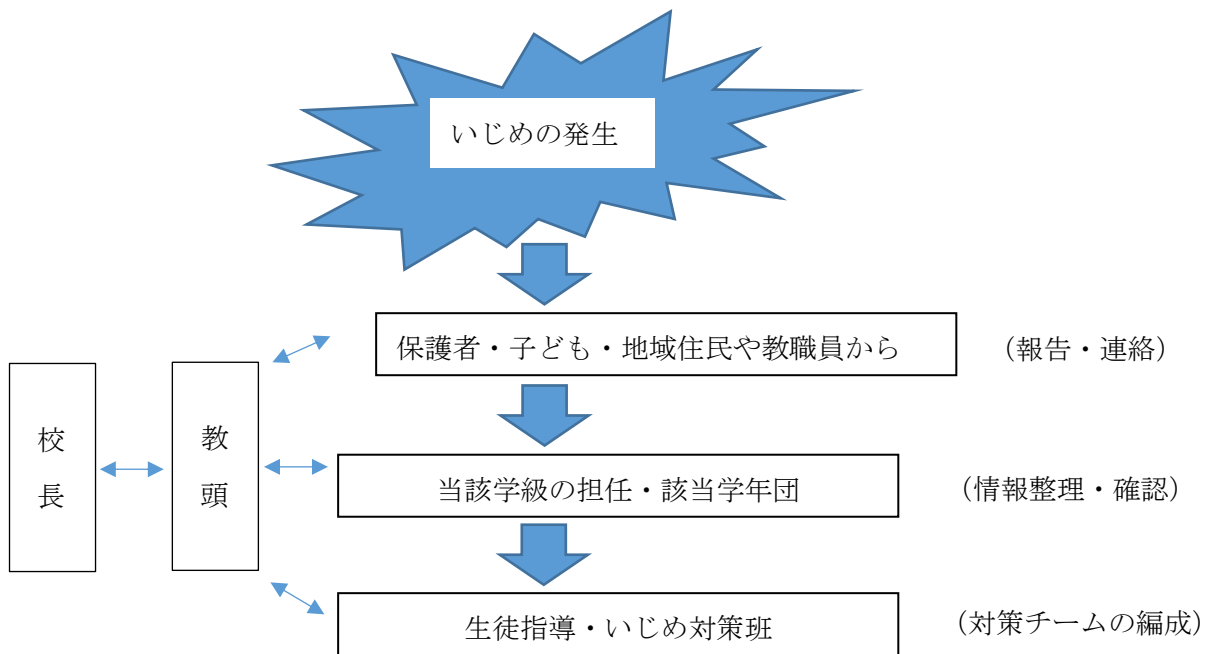 いじめの発生
保護者・子ども・地域住民や教職員から
(報告・連絡)
校長
教頭
当該学級の担任・該当学年団
(情報整理・確認)
生徒指導・いじめ対策班
(対策チームの編成)